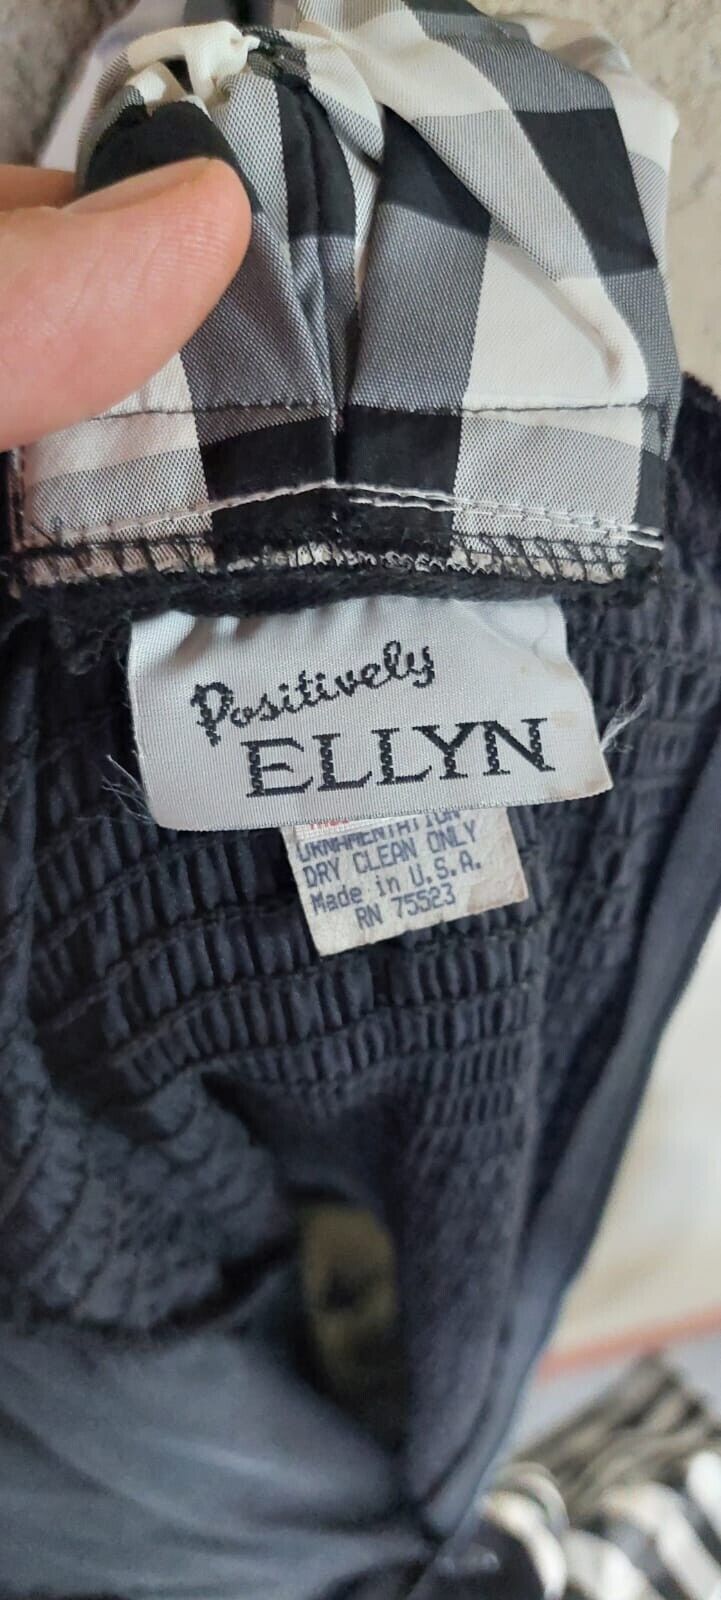 Positively
ELLYN
ORNAMENTATION
DRY CLEAN ONLY
Made in U.S.A.
RN 75523